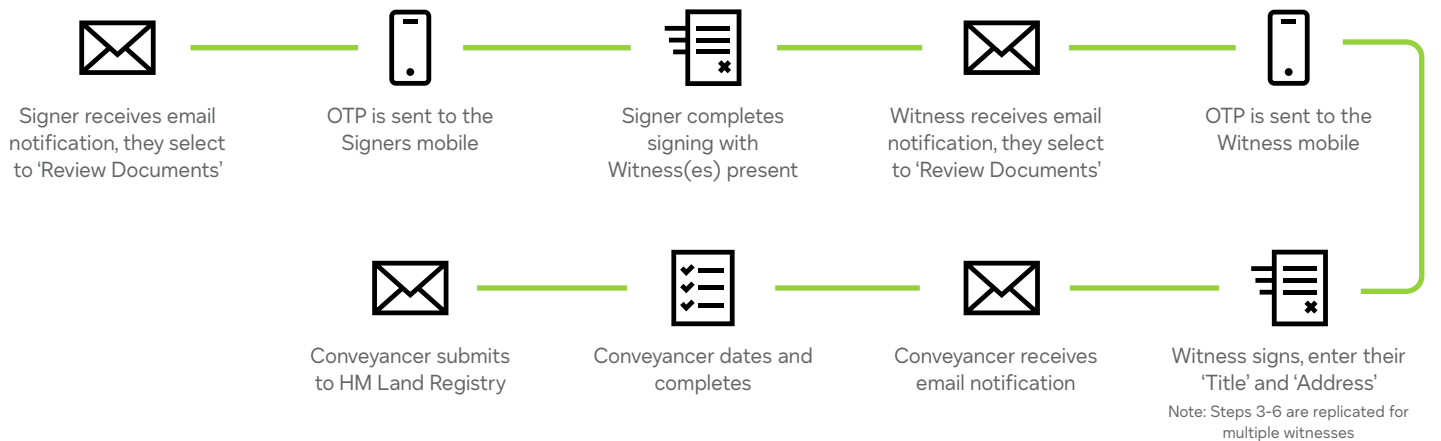 Signer receives email
notification, they select
to ‘Review Documents’
OTP is sent to the
Signers mobile
Signer completes
signing with
Witness(es) present
Witness receives email
notification, they select
to ‘Review Documents’
OTP is sent to the
Witness mobile
Witness signs, enter their
‘Title’ and ‘Address’
Note: Steps 3-6 are replicated for
multiple witnesses
Conveyancer receives
email notification
Conveyancer dates and
completes
Conveyancer submits
to HM Land Registry